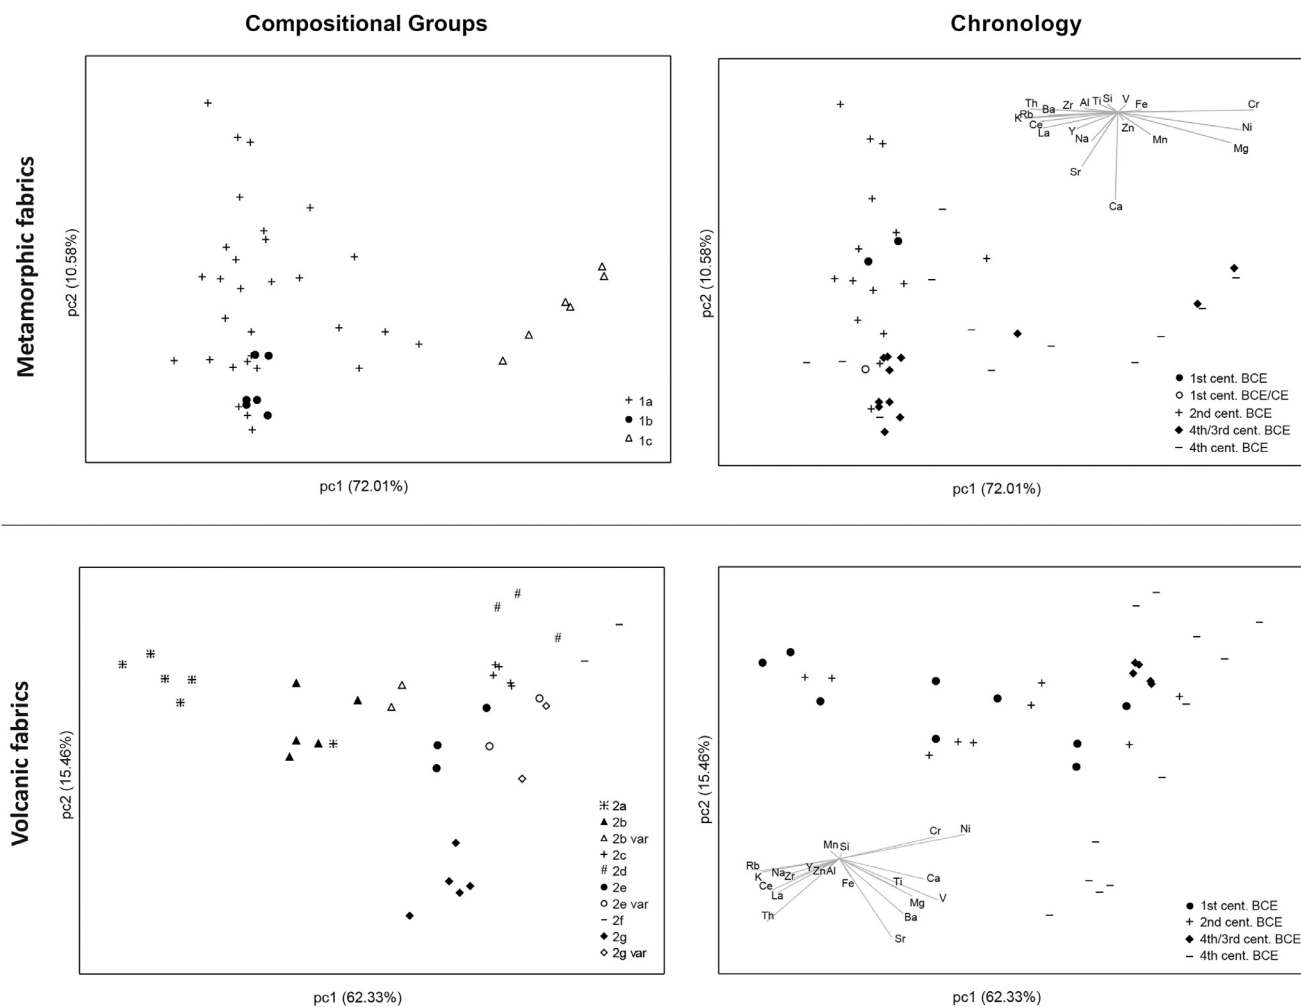 Compositional Groups
Chronology
Metamorphic fabrics
pc2 (10.58%)
1a
1b
1c
pc1 (72.01%)
pc2 (10.58%)
Th
Ba
Zr
Al
Ti
Si
V
Fe
Cr
K
Rb
Ce
La
Y
Na
Zn
Mn
Ni
Mg
Sr
Ca
1st cent. BCE
1st cent. BCE/CE
2nd cent. BCE
4th/3rd cent. BCE
4th cent. BCE
pc1 (72.01%)
Volcanic fabrics
pc2 (15.46%)
2a
2b
2b var
2c
2d
2e
2e var
2f
2g
2g var
pc1 (62.33%)
pc2 (15.46%)
Cr
Ni
Mn
Si
Rb
K
Na
Zr
Y
Zn
Al
Ce
La
Fe
Ti
Ca
Mg
V
Th
Ba
Sr
1st cent. BCE
2nd cent. BCE
4th/3rd cent. BCE
4th cent. BCE
pc1 (62.33%)